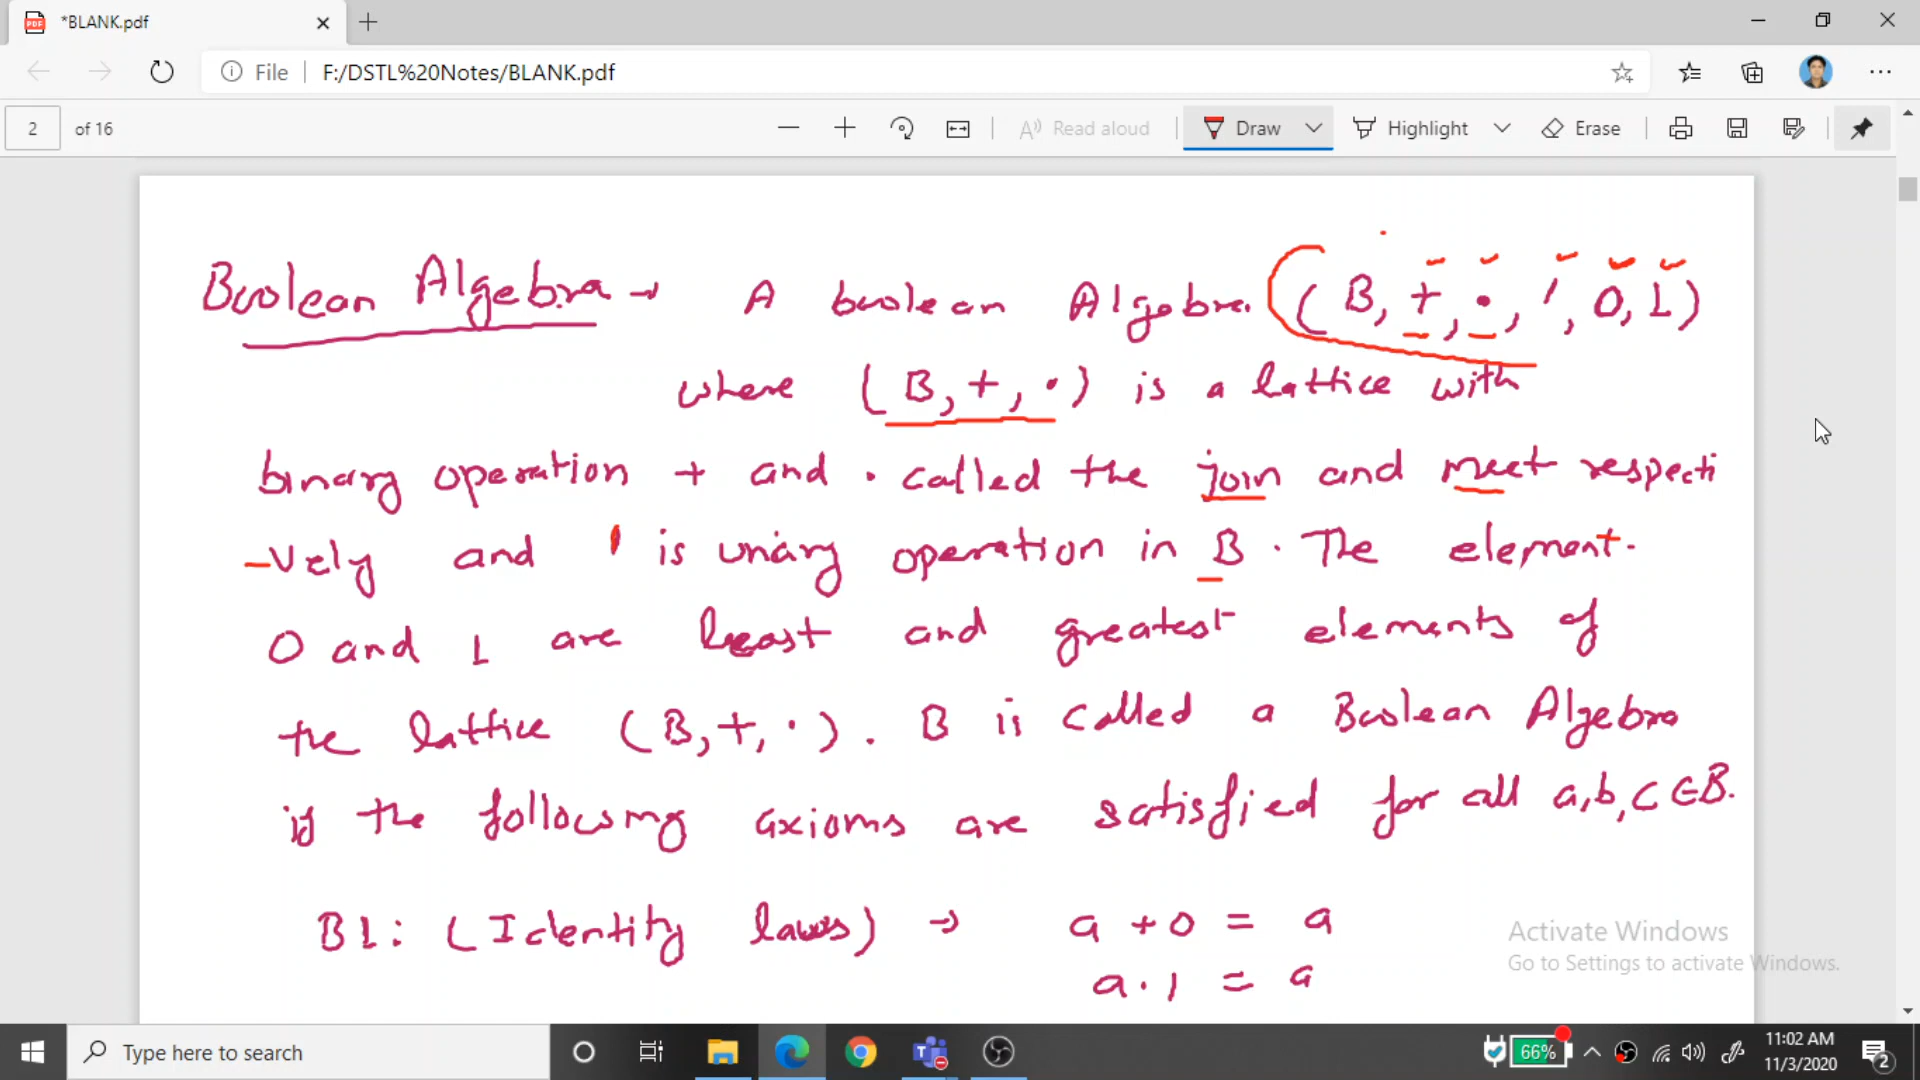 *BLANK.pdf
File F:/DSTL%20Notes/BLANK.pdf
2 of 16 Read aloud Draw Highlight Erase
Boolean Algebra → A boolean Algebra (B, +, •, ', 0, 1)
where (B, +, •) is a lattice with
binary operation + and . called the join and meet respecti
-vely and ' is unary operation in B. The element
0 and 1 are least and greatest elements of
the lattice (B, +, •). B is called a Boolean Algebra
if the following axioms are satisfied for all a, b, c ∈ B.
B1: (Identity laws) → a + 0 = a
a . 1 = a
Activate Windows
Go to Settings to activate Windows.
Type here to search
66%
11:02 AM
11/3/2020
2